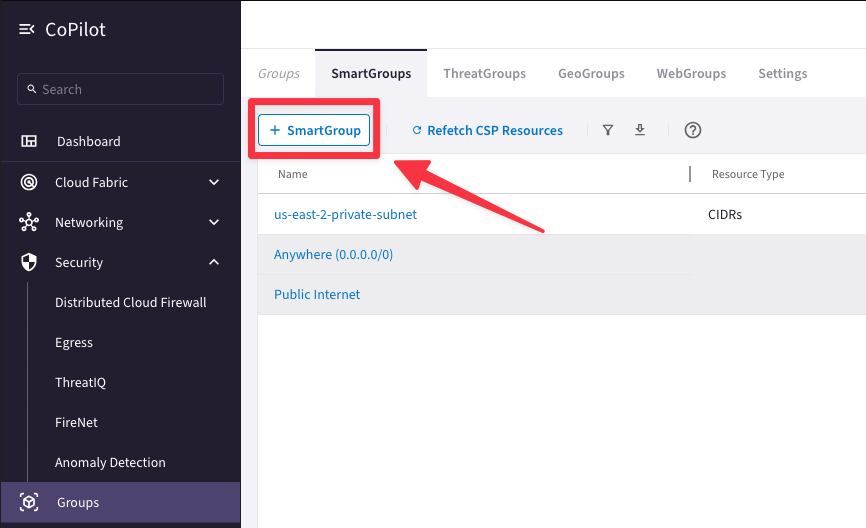 CoPilot
Search
Dashboard
Cloud Fabric
Networking
Security
Distributed Cloud Firewall
Egress
ThreatIQ
FireNet
Anomaly Detection
Groups
Groups SmartGroups ThreatGroups GeoGroups WebGroups Settings
+ SmartGroup Refetch CSP Resources ?
Name Resource Type
us-east-2-private-subnet CIDRs
Anywhere (0.0.0.0/0)
Public Internet